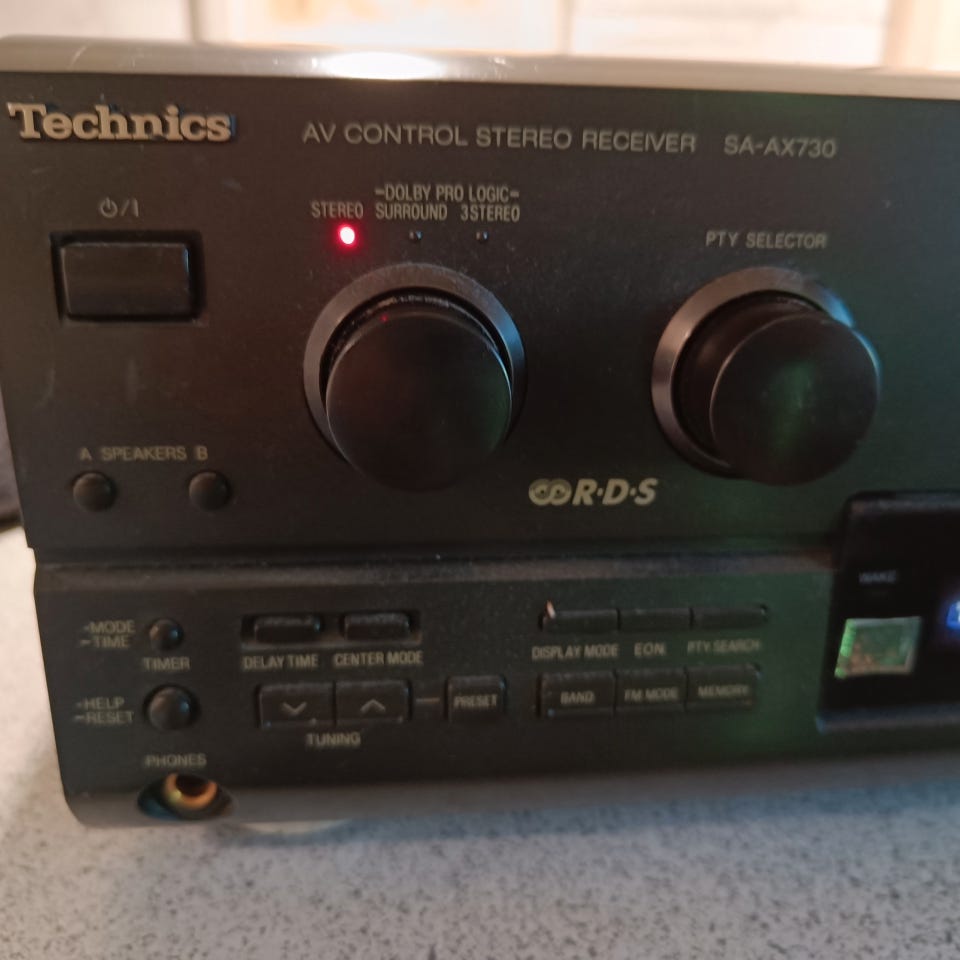 Technics
AV CONTROL STEREO RECEIVER SA-AX730
⏻/I
-DOLBY PRO LOGIC-
STEREO SURROUND 3STEREO
PTY SELECTOR
A SPEAKERS B
R·D·S
WAKE
-MODE
-TIME
TIMER
DELAY TIME CENTER MODE
DISPLAY MODE EON PTY SEARCH
-HELP
-RESET
PRESET
BAND FM MODE MEMORY
TUNING
PHONES